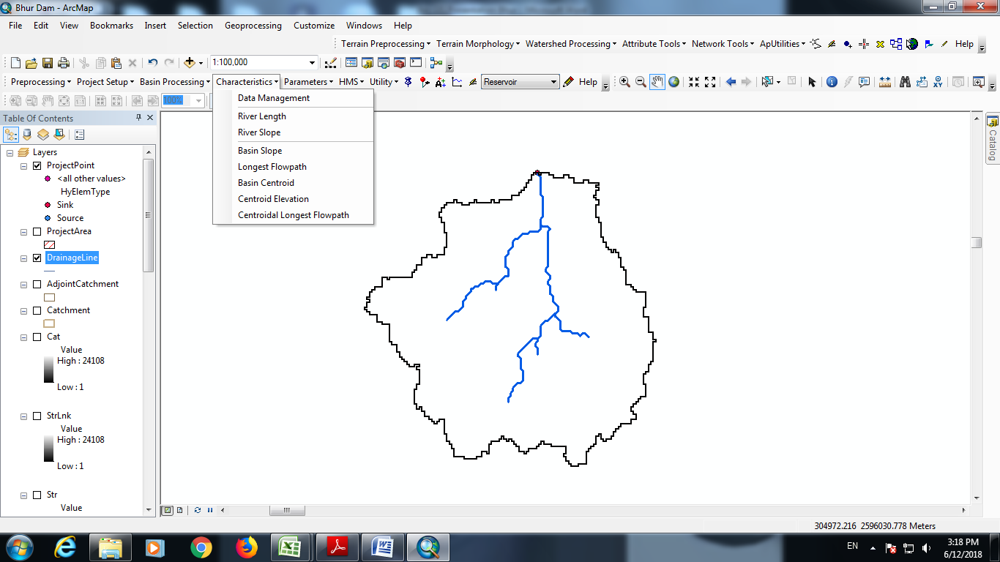 Bhur Dam - ArcMap
File Edit View Bookmarks Insert Selection Geoprocessing Customize Windows Help
Terrain Preprocessing Terrain Morphology Watershed Processing Attribute Tools Network Tools ApUtilities Help
1:100,000
Preprocessing Project Setup Basin Processing Characteristics Parameters HMS Utility Reservoir Help
100%
Data Management
River Length
River Slope
Basin Slope
Longest Flowpath
Basin Centroid
Centroid Elevation
Centroidal Longest Flowpath
Table Of Contents
Layers
ProjectPoint
<all other values>
HyElemType
Sink
Source
ProjectArea
DrainageLine
AdjointCatchment
Catchment
Cat
Value
High : 24108
Low : 1
StrLnk
Value
High : 24108
Low : 1
Str
Value
Catalog
304972.216 2596030.778 Meters
EN
3:18 PM
6/12/2018